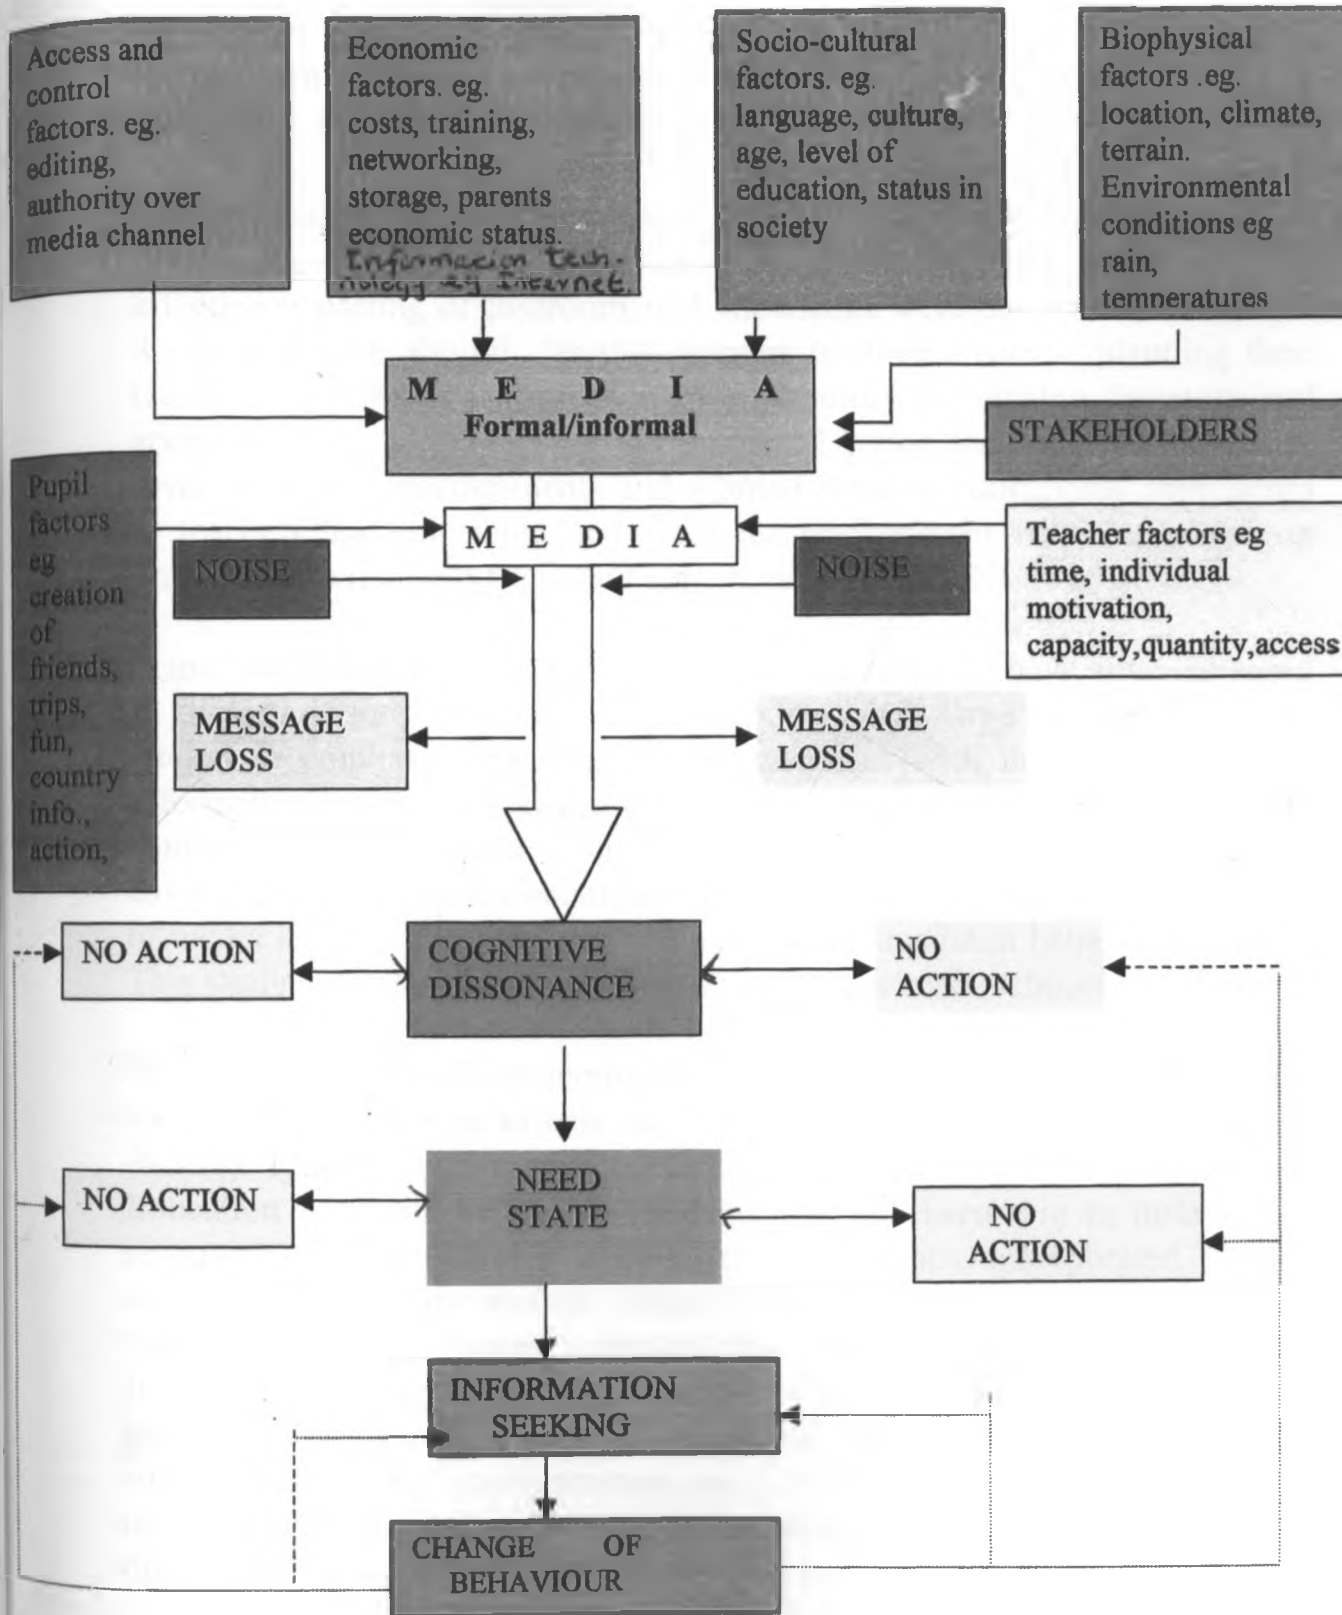 Access and
control
factors. eg.
editing,
authority over
media channel
Economic
factors. eg.
costs, training,
networking,
storage, parents
economic status.
Information tech-
nology eg Internet.
Socio-cultural
factors. eg.
language, culture,
age, level of
education, status in
society
Biophysical
factors .eg.
location, climate,
terrain.
Environmental
conditions eg
rain,
temperatures
M E D I A
Formal/informal
STAKEHOLDERS
Pupil
factors
eg
creation
of
friends,
trips,
fun,
country
info.,
action,
M E D I A
NOISE
NOISE
Teacher factors eg
time, individual
motivation,
capacity,quantity,access
MESSAGE
LOSS
MESSAGE
LOSS
NO ACTION
COGNITIVE
DISSONANCE
NO
ACTION
NO ACTION
NEED
STATE
NO
ACTION
INFORMATION
SEEKING
CHANGE OF
BEHAVIOUR